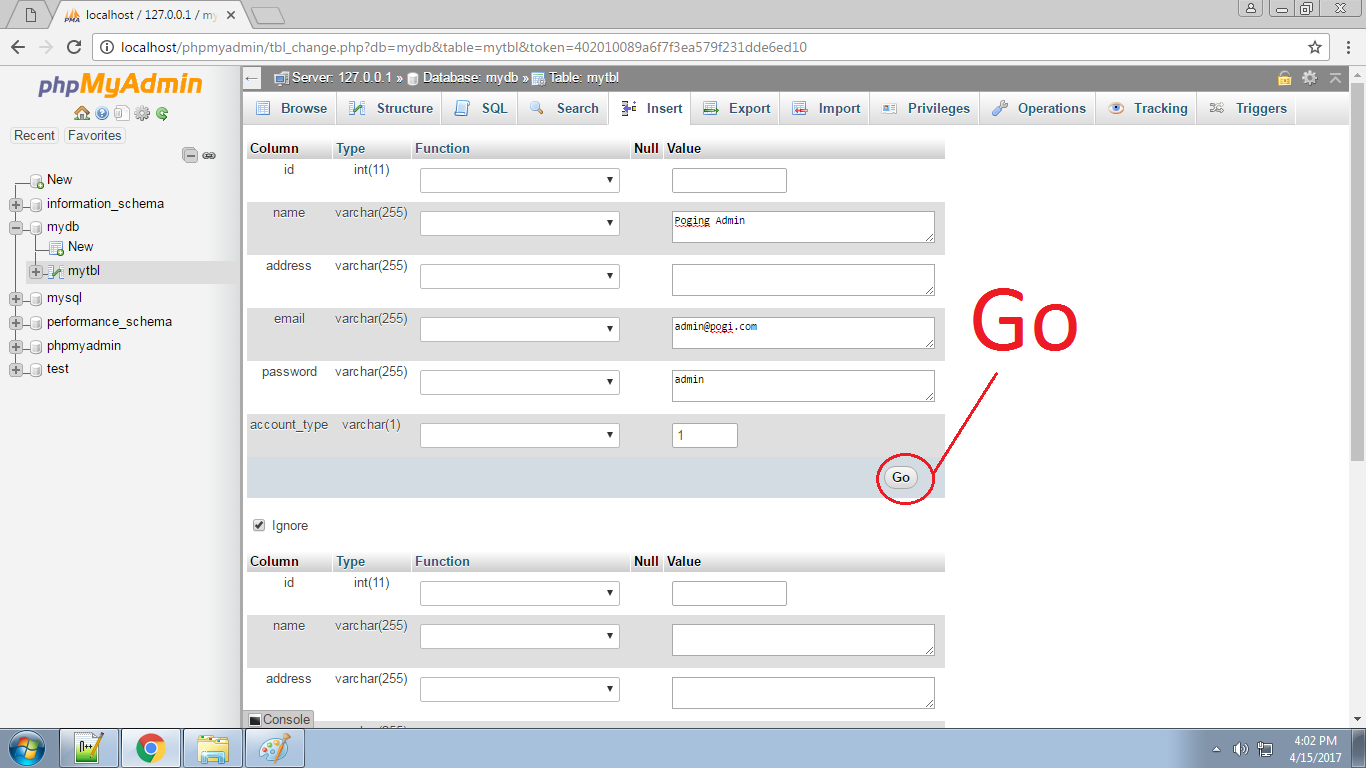 localhost / 127.0.0.1 / my
localhost/phpmyadmin/tbl_change.php?db=mydb&table=mytbl&token=402010089a6f7f3ea579f231dde6ed10
phpMyAdmin
Recent Favorites
New
information_schema
mydb
New
mytbl
mysql
performance_schema
phpmyadmin
test
Server: 127.0.0.1 » Database: mydb » Table: mytbl
Browse Structure SQL Search Insert Export Import Privileges Operations Tracking Triggers
Column Type Function Null Value
id int(11)
name varchar(255) Poging Admin
address varchar(255)
email varchar(255) admin@pogi.com
password varchar(255) admin
account_type varchar(1) 1
Go
Go
Ignore
Column Type Function Null Value
id int(11)
name varchar(255)
address varchar(255)
Console
4:02 PM
4/15/2017